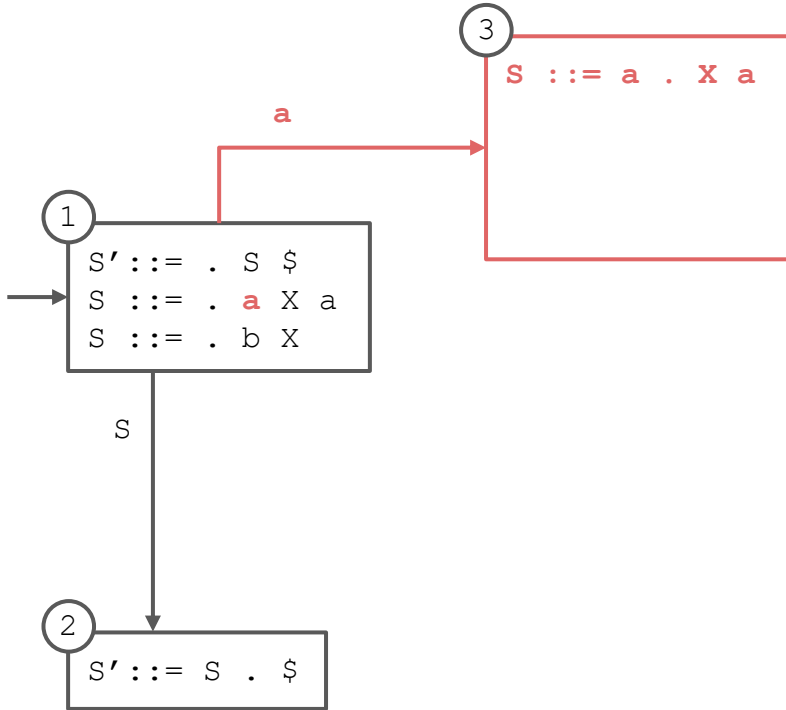 3
S ::= a . X a
a
1
S'::= . S $
S ::= . a X a
S ::= . b X
S
2
S'::= S . $